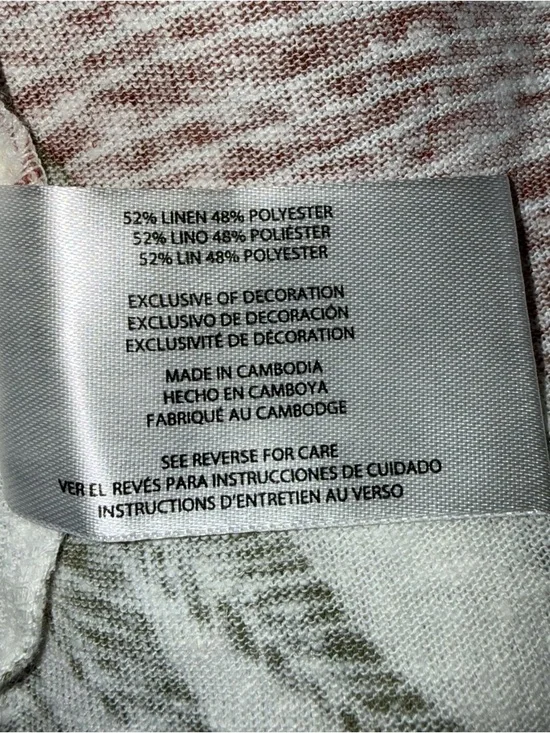 52% LINEN 48% POLYESTER
52% LINO 48% POLIÉSTER
52% LIN 48% POLYESTER
EXCLUSIVE OF DECORATION
EXCLUSIVO DE DECORACIÓN
EXCLUSIVITÉ DE DÉCORATION
MADE IN CAMBODIA
HECHO EN CAMBOYA
FABRIQUÉ AU CAMBODGE
SEE REVERSE FOR CARE
VER EL REVÉS PARA INSTRUCCIONES DE CUIDADO
INSTRUCTIONS D'ENTRETIEN AU VERSO